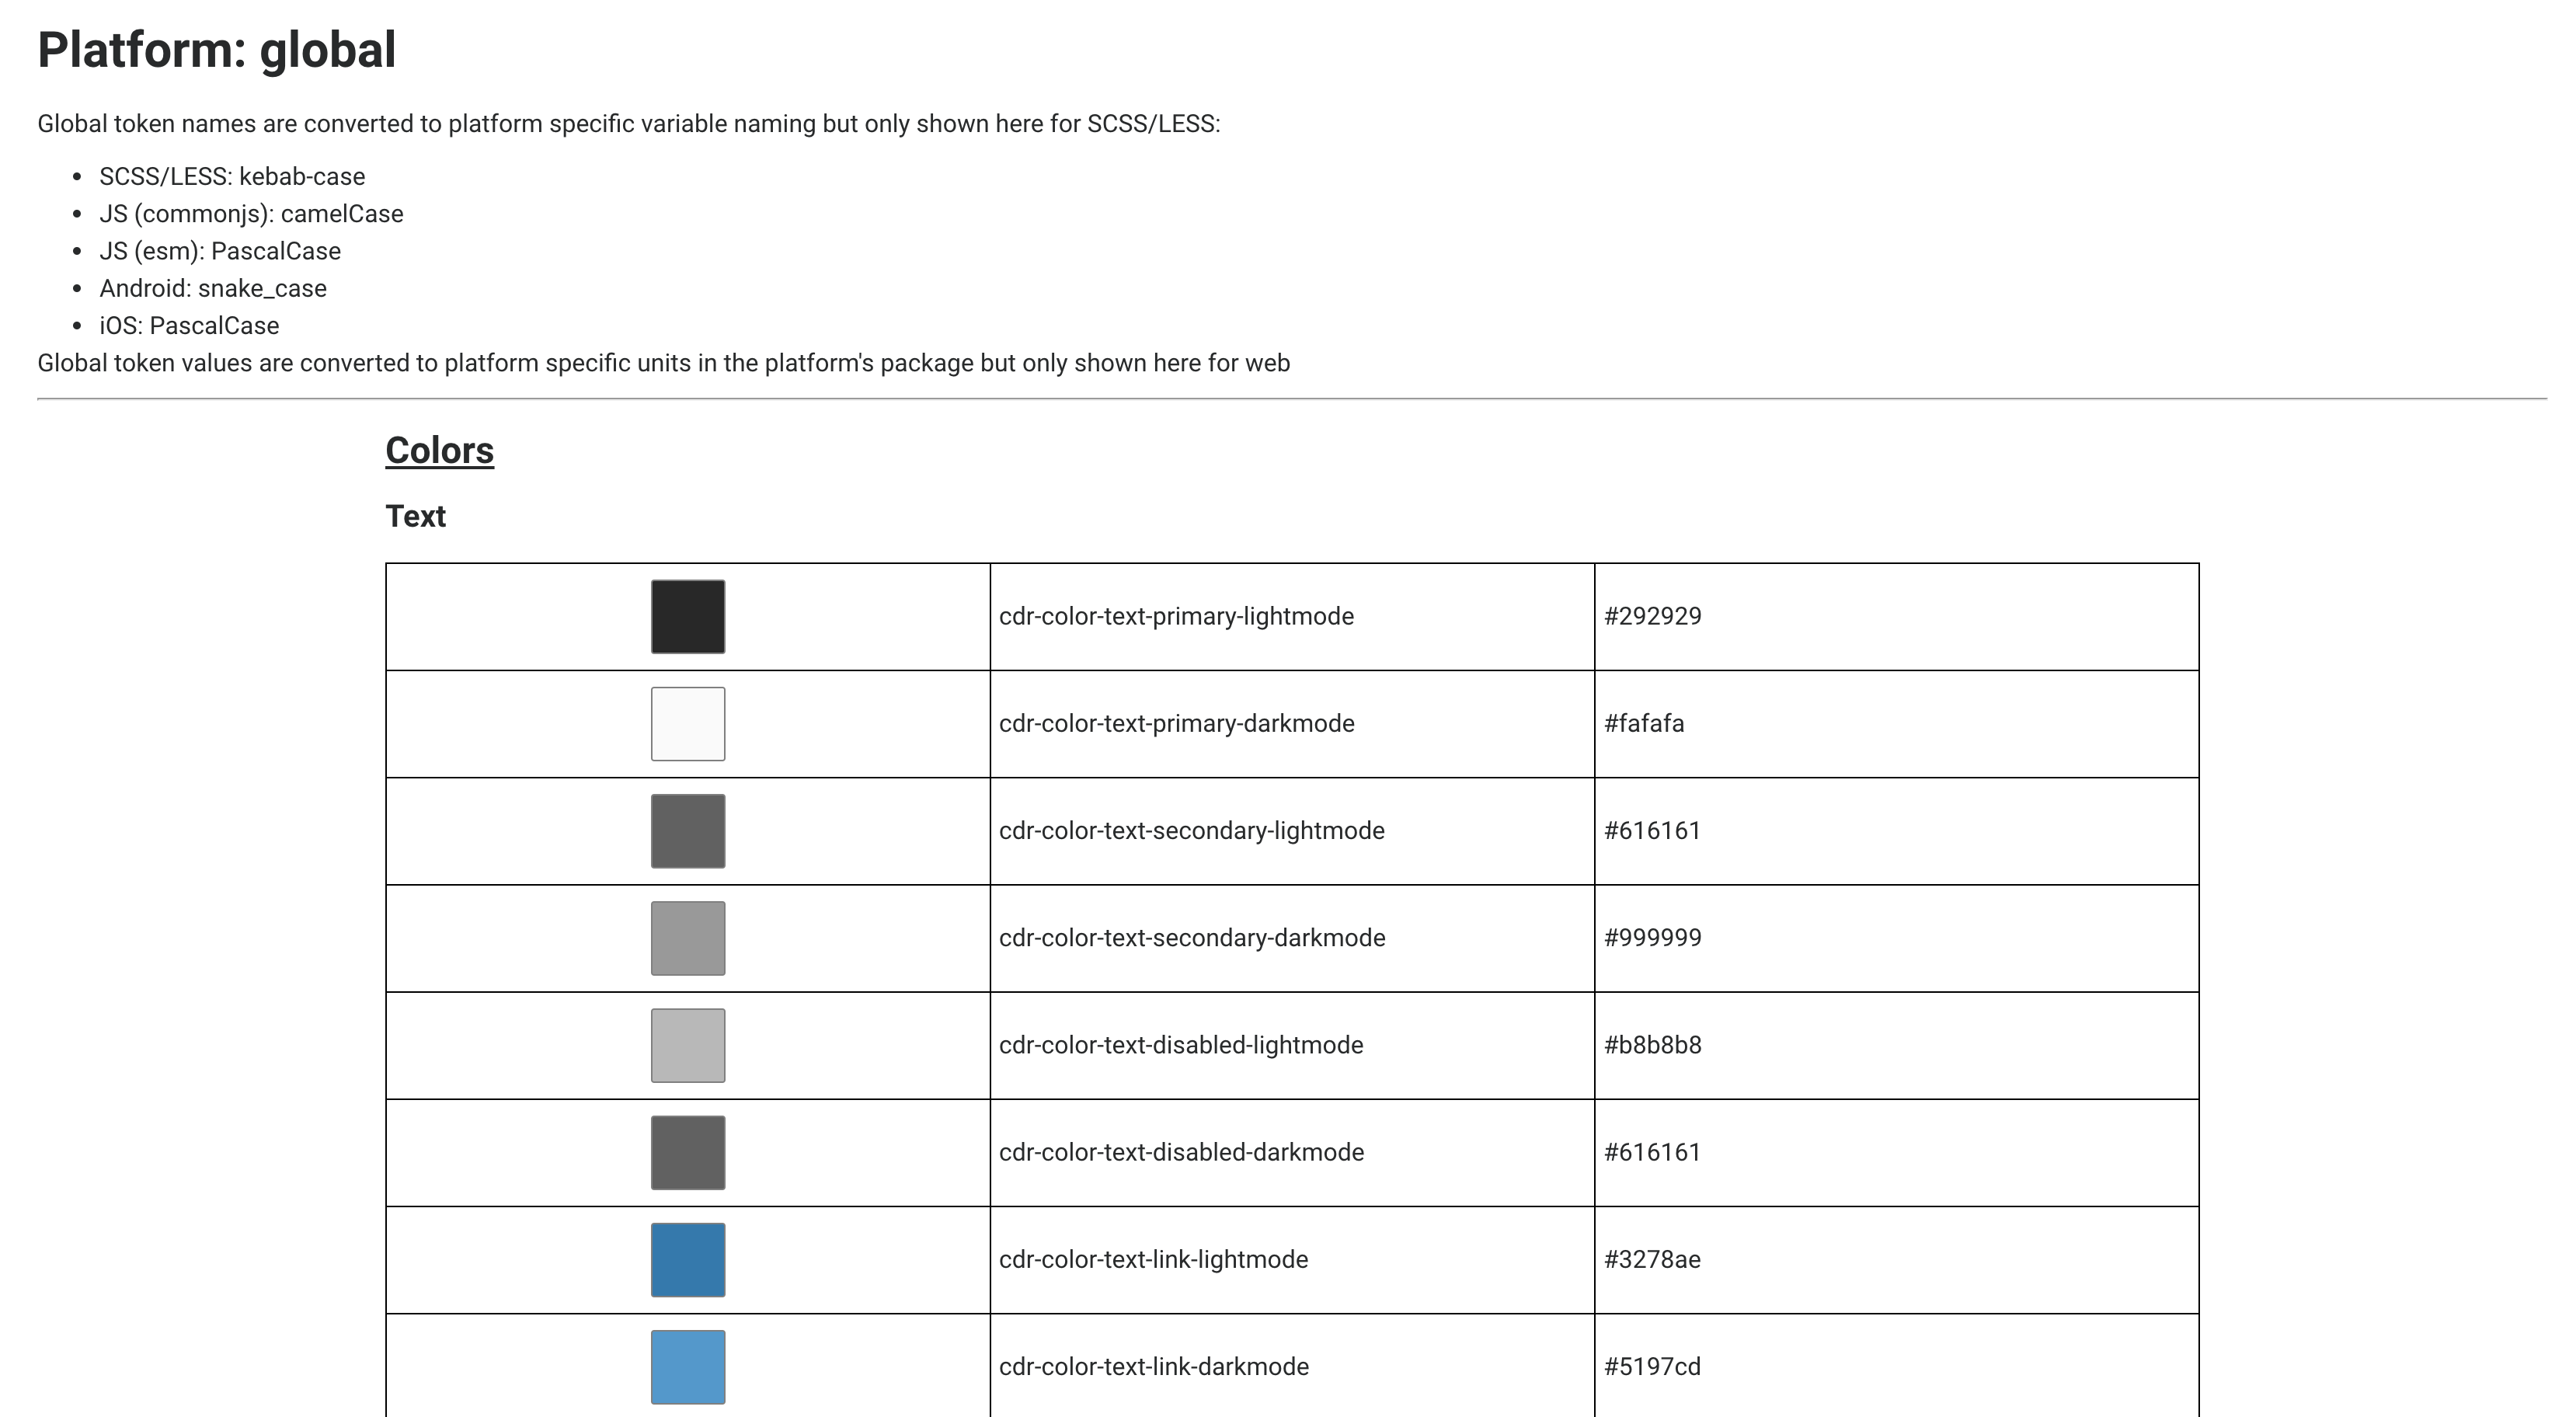 Platform: global
Global token names are converted to platform specific variable naming but only shown here for SCSS/LESS:
SCSS/LESS: kebab-case
JS (commonjs): camelCase
JS (esm): PascalCase
Android: snake_case
iOS: PascalCase
Global token values are converted to platform specific units in the platform's package but only shown here for web
Colors
Text
cdr-color-text-primary-lightmode #292929
cdr-color-text-primary-darkmode #fafafa
cdr-color-text-secondary-lightmode #616161
cdr-color-text-secondary-darkmode #999999
cdr-color-text-disabled-lightmode #b8b8b8
cdr-color-text-disabled-darkmode #616161
cdr-color-text-link-lightmode #3278ae
cdr-color-text-link-darkmode #5197cd